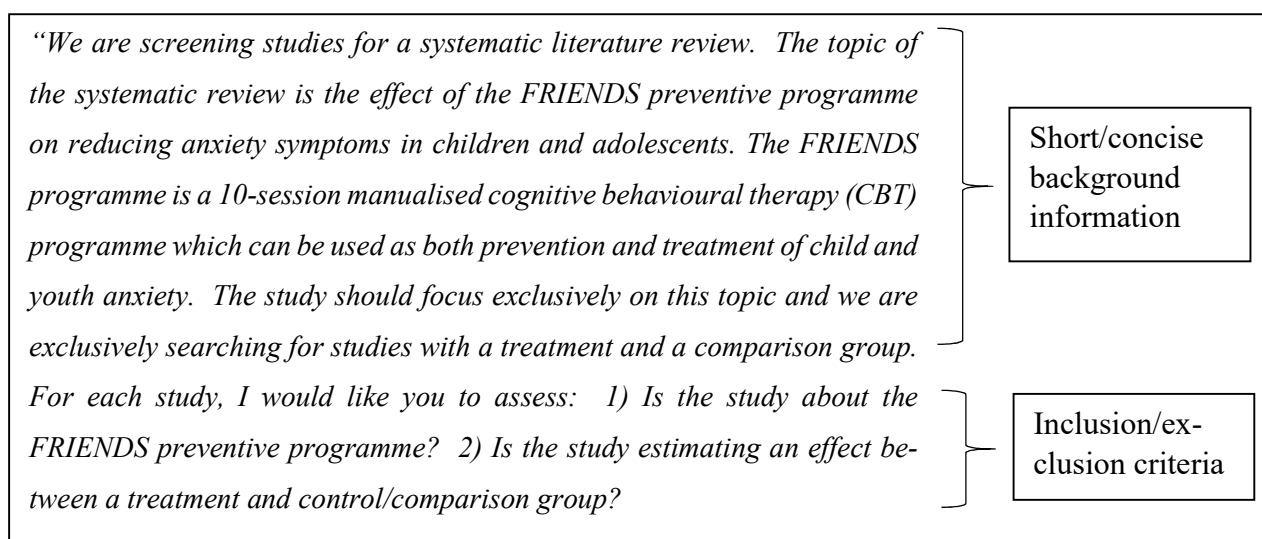 “We are screening studies for a systematic literature review. The topic of
the systematic review is the effect of the FRIENDS preventive programme
on reducing anxiety symptoms in children and adolescents. The FRIENDS
programme is a 10-session manualised cognitive behavioural therapy (CBT)
programme which can be used as both prevention and treatment of child and
youth anxiety. The study should focus exclusively on this topic and we are
exclusively searching for studies with a treatment and a comparison group.
For each study, I would like you to assess: 1) Is the study about the
FRIENDS preventive programme? 2) Is the study estimating an effect be-
tween a treatment and control/comparison group?
Short/concise
background
information
Inclusion/ex-
clusion criteria